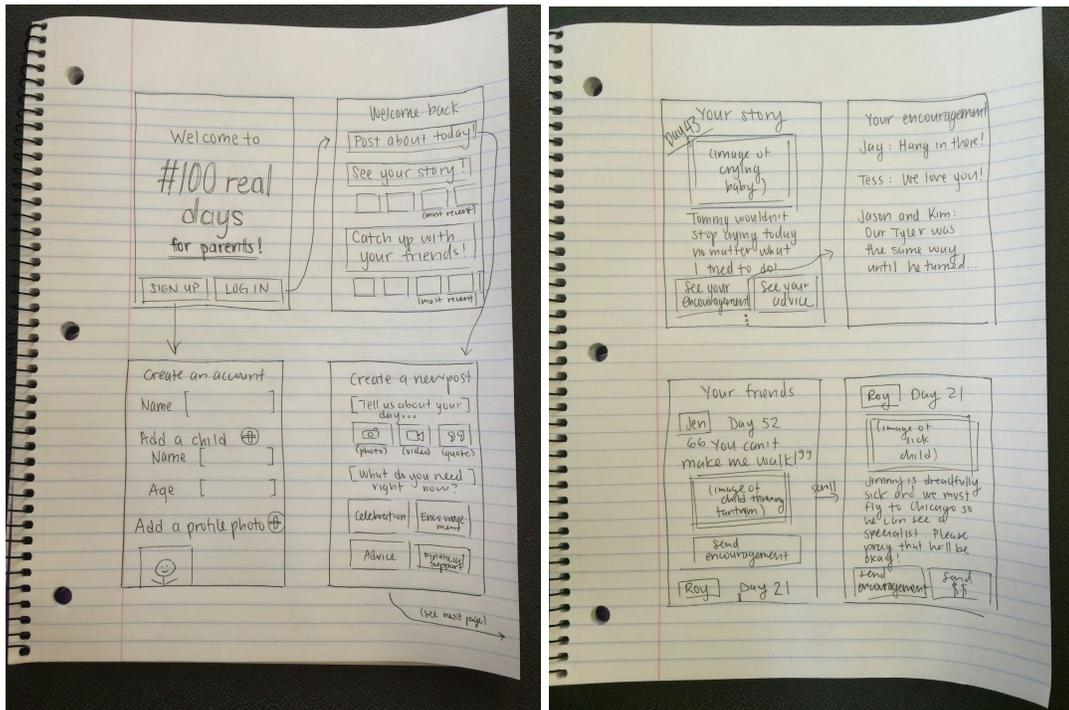 Welcome to
#100 real
days
for parents!
SIGN UP
LOG IN
Welcome back
Post about today!
See your story!
(most recent)
Catch up with
your friends!
(most recent)
Create an account
Name [ ]
Add a child
Name [ ]
Age [ ]
Add a profile photo
Create a new post
[Tell us about your]
day...
(photo) (video) (quote)
[What do you need]
right now?
Celebration
Encourage-
ment
Advice
Financial
Support
(see next page)
Your story
Day 43
(image of
crying
baby)
Tommy wouldn't
stop crying today
no matter what
I tried to do!
See your
encouragement
See your
advice
Your encouragement
Jay: Hang in there!
Tess: We love you!
Jason and Kim:
Our Tyler was
the same way
until he turned...
Your friends
Jen Day 52
66 You can't
make me walk! 99
(image of
child throwing
tantrum)
send
encouragement
Roy Day 21
scroll
Roy Day 21
(image of
sick
child)
Jimmy is dreadfully
sick and we must
fly to Chicago so
we can see a
specialist. Please
pray that he'll be
okay!
send
encouragement
send
$$